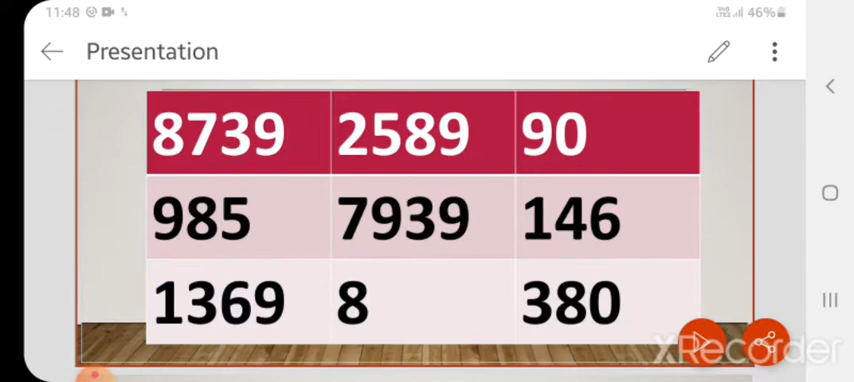 11:48 46%
Presentation
8739 2589 90
985 7939 146
1369 8 380
XRecorder